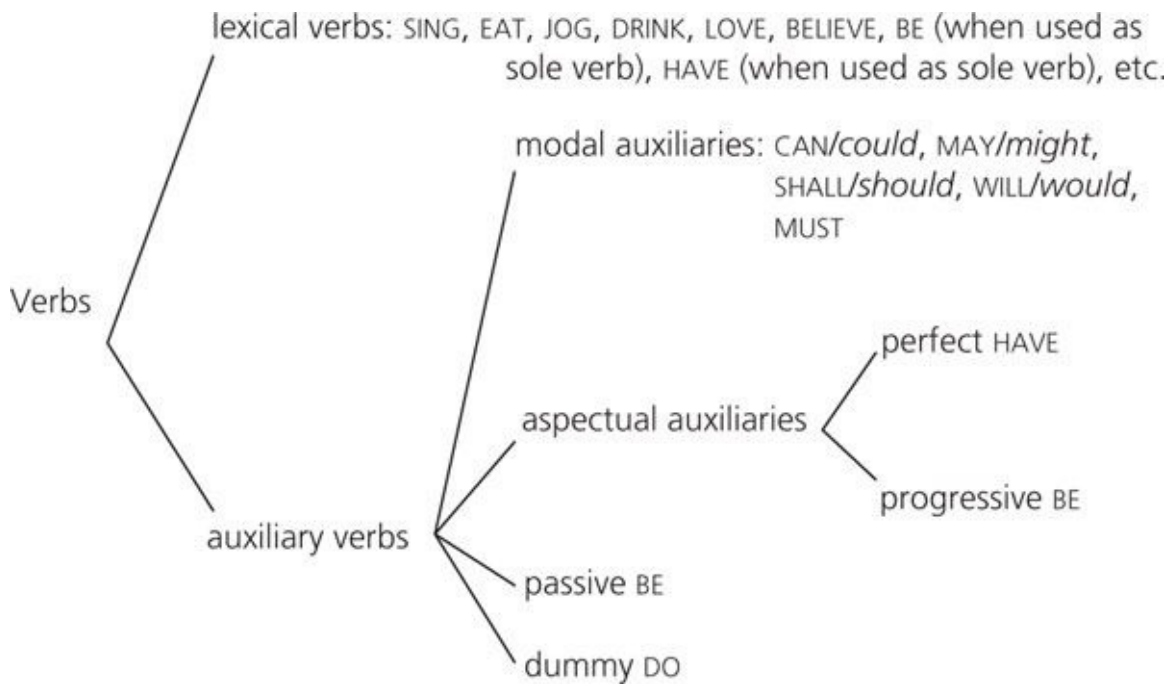 lexical verbs: SING, EAT, JOG, DRINK, LOVE, BELIEVE, BE (when used as
sole verb), HAVE (when used as sole verb), etc.
modal auxiliaries: CAN/could, MAY/might,
SHALL/should, WILL/would,
MUST
Verbs
perfect HAVE
aspectual auxiliaries
progressive BE
auxiliary verbs
passive BE
dummy DO